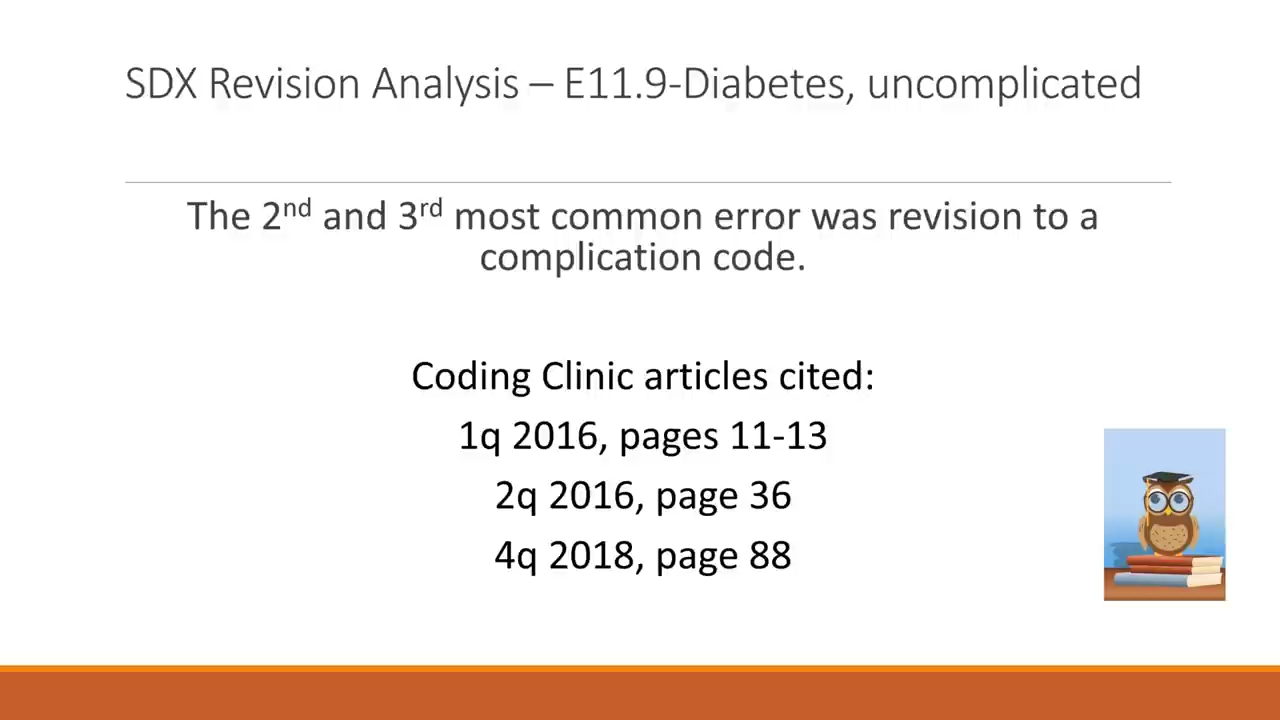 SDX Revision Analysis – E11.9-Diabetes, uncomplicated
The 2nd and 3rd most common error was revision to a
complication code.
Coding Clinic articles cited:
1q 2016, pages 11-13
2q 2016, page 36
4q 2018, page 88